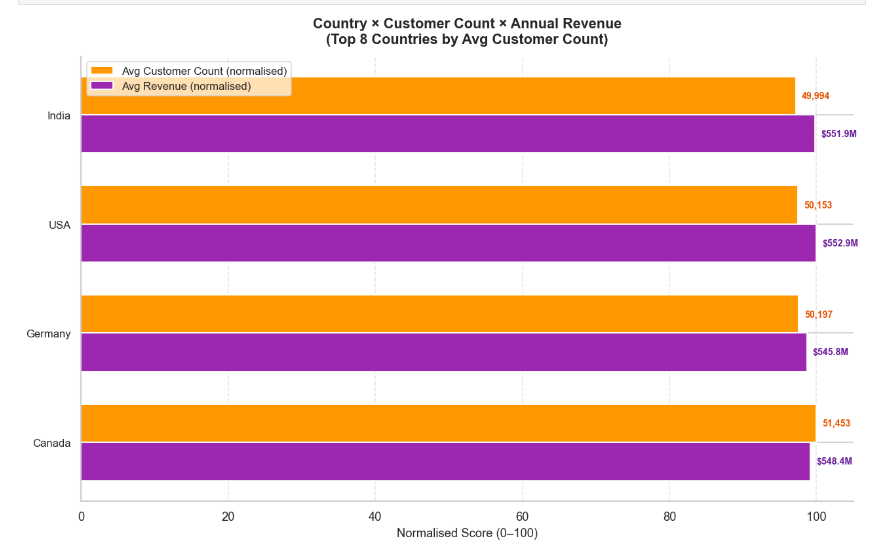 Country × Customer Count × Annual Revenue
(Top 8 Countries by Avg Customer Count)
Avg Customer Count (normalised)
Avg Revenue (normalised)
India
49,994
$551.9M
USA
50,153
$552.9M
Germany
50,197
$545.8M
Canada
51,453
$548.4M
0 20 40 60 80 100
Normalised Score (0–100)